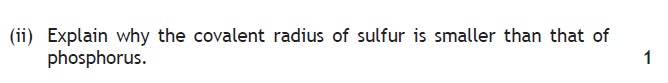 (ii) Explain why the covalent radius of sulfur is smaller than that of
phosphorus. 1